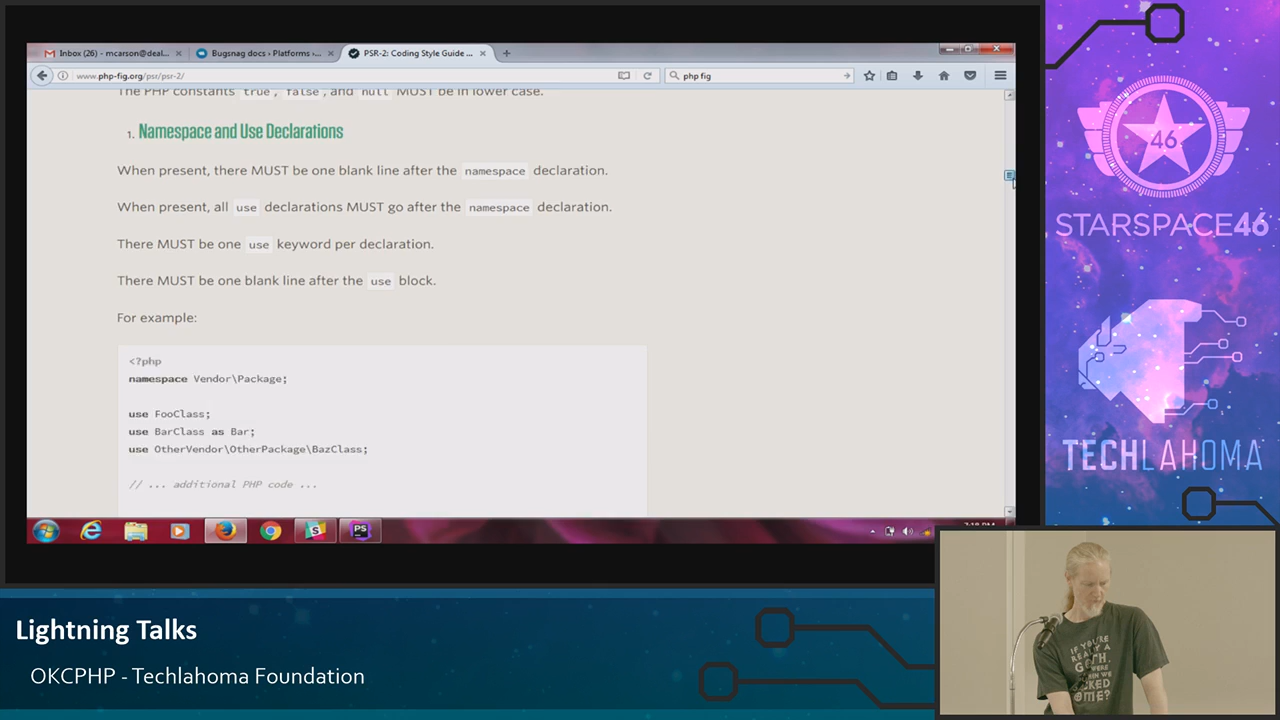 Inbox (26) - mcarson@deal...
Bugsnag docs › Platforms ›...
PSR-2: Coding Style Guide ...
www.php-fig.org/psr/psr-2/
php fig
The PHP constants true, false, and null MUST be in lower case.
1. Namespace and Use Declarations
When present, there MUST be one blank line after the namespace declaration.
When present, all use declarations MUST go after the namespace declaration.
There MUST be one use keyword per declaration.
There MUST be one blank line after the use block.
For example:
<?php
namespace Vendor\Package;
use FooClass;
use BarClass as Bar;
use OtherVendor\OtherPackage\BazClass;
// ... additional PHP code ...
46
STARSPACE46
TECHLAHOMA
IF YOU'RE
READY A
GOTH.
Lightning Talks
OKCPHP - Techlahoma Foundation